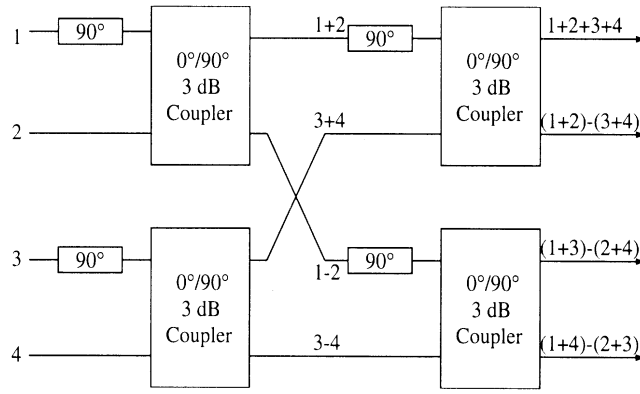 1
90°
0°/90°
3 dB
Coupler
1+2
90°
0°/90°
3 dB
Coupler
1+2+3+4
2
3+4
(1+2)-(3+4)
3
90°
0°/90°
3 dB
Coupler
1-2
90°
0°/90°
3 dB
Coupler
(1+3)-(2+4)
4
3-4
(1+4)-(2+3)